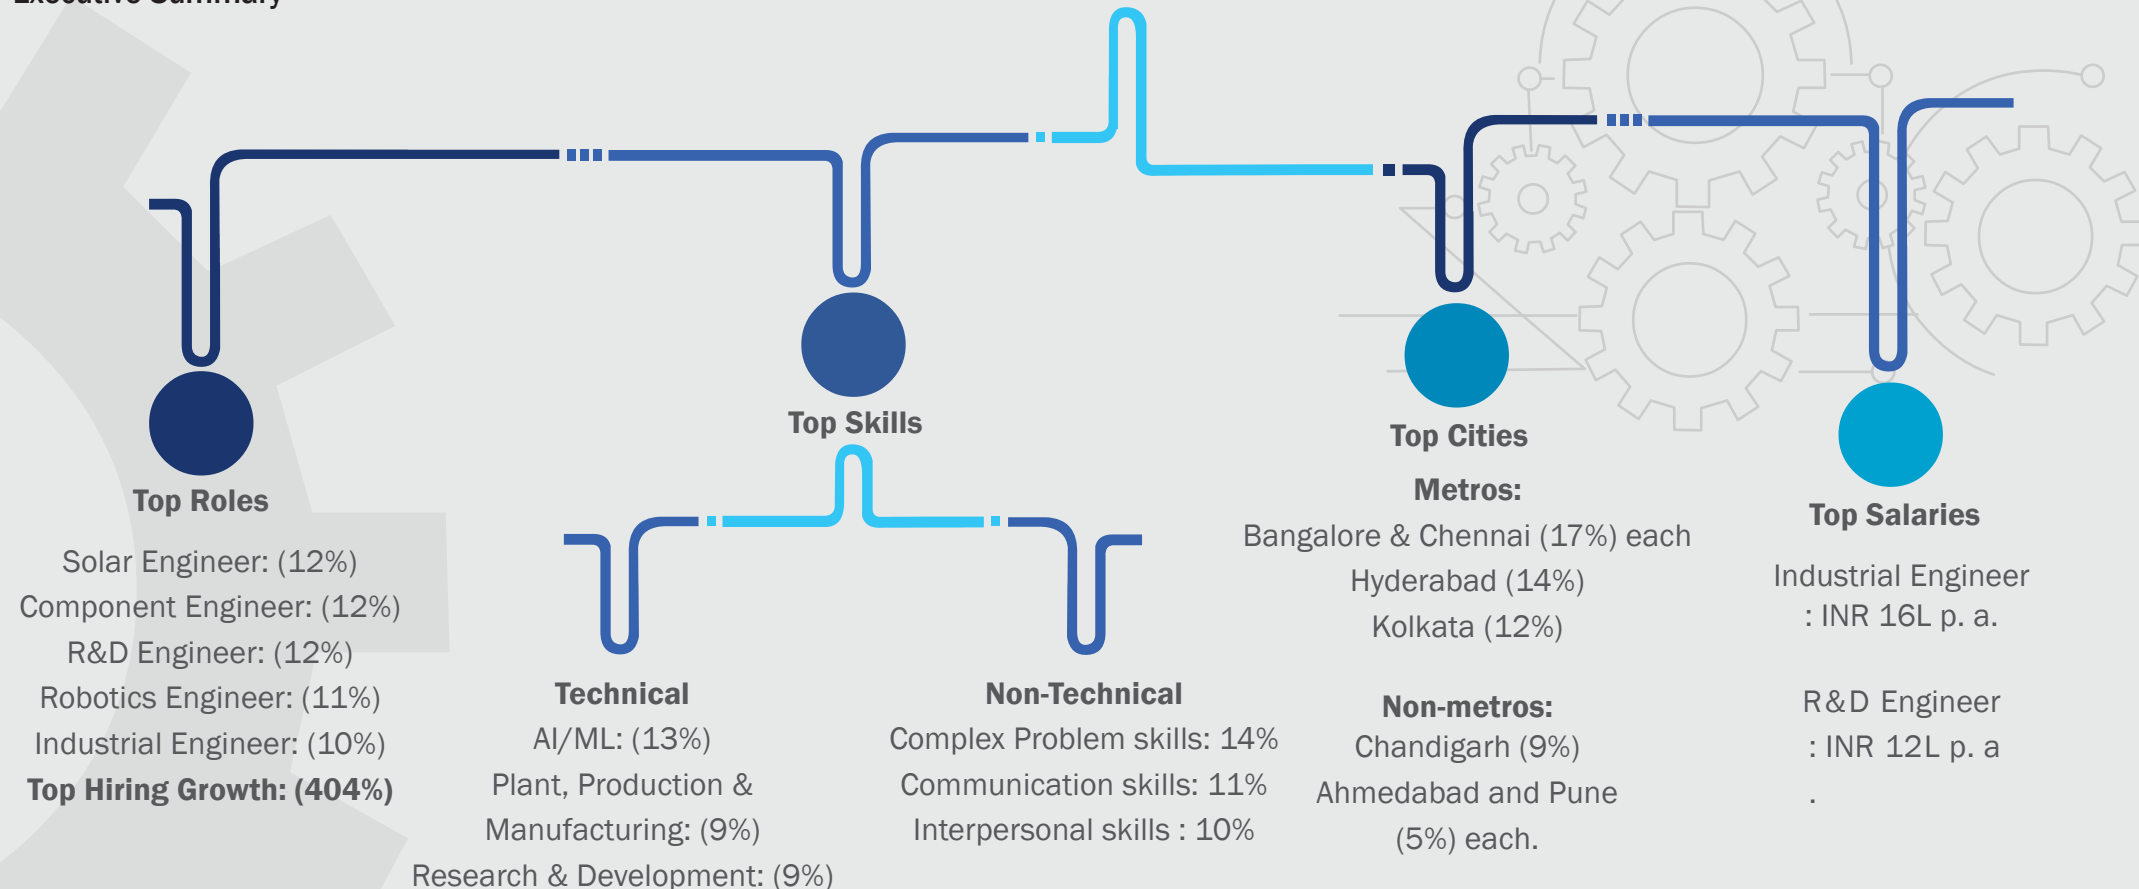 Executive Summary
Top Roles
Solar Engineer: (12%)
Component Engineer: (12%)
R&D Engineer: (12%)
Robotics Engineer: (11%)
Industrial Engineer: (10%)
Top Hiring Growth: (404%)
Top Skills
Technical
AI/ML: (13%)
Plant, Production &
Manufacturing: (9%)
Research & Development: (9%)
Non-Technical
Complex Problem skills: 14%
Communication skills: 11%
Interpersonal skills : 10%
Top Cities
Metros:
Bangalore & Chennai (17%) each
Hyderabad (14%)
Kolkata (12%)
Non-metros:
Chandigarh (9%)
Ahmedabad and Pune
(5%) each.
Top Salaries
Industrial Engineer
: INR 16L p. a.
R&D Engineer
: INR 12L p. a
.